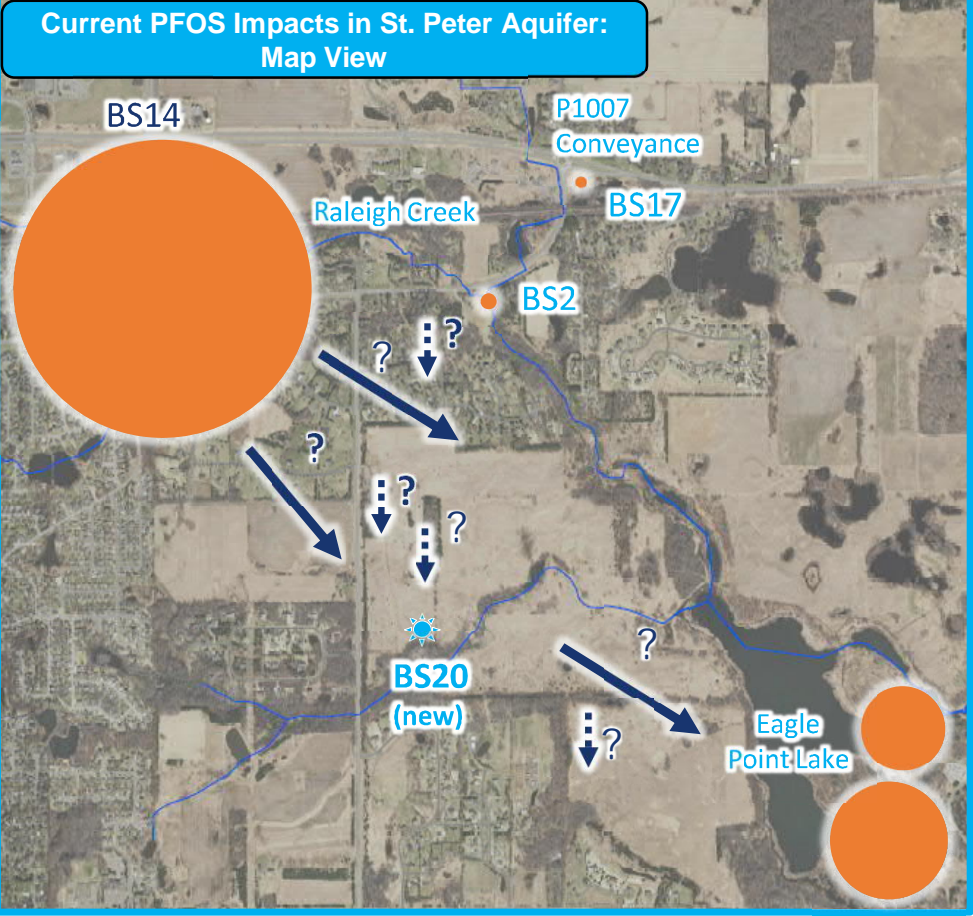 Current PFOS Impacts in St. Peter Aquifer:
Map View
BS14
P1007
Conveyance
BS17
Raleigh Creek
BS2
?
?
?
?
?
BS20
(new)
?
?
Eagle
Point Lake